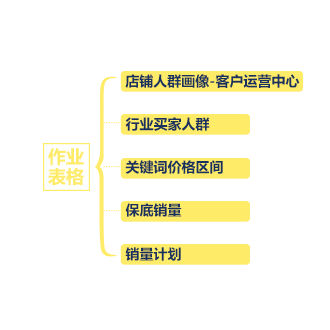 店铺人群画像-客户运营中心
行业买家人群
作业
表格
关键词价格区间
保底销量
销量计划